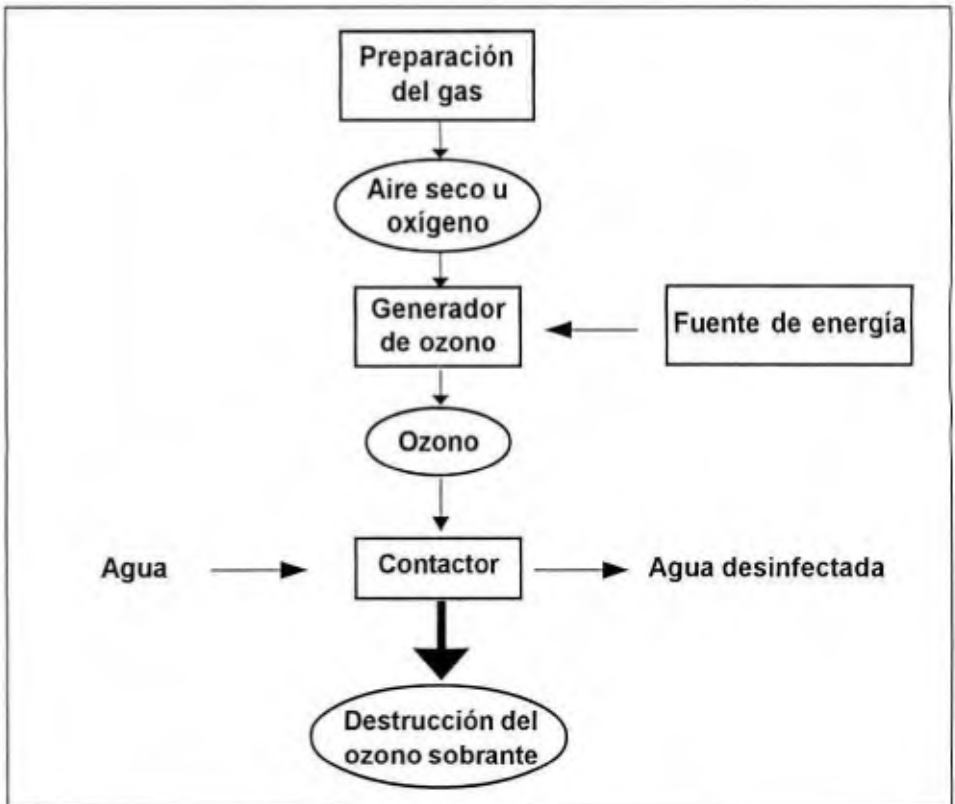 Preparación
del gas
Aire seco u
oxígeno
Generador
de ozono
Fuente de energía
Ozono
Agua
Contactor
Agua desinfectada
Destrucción del
ozono sobrante